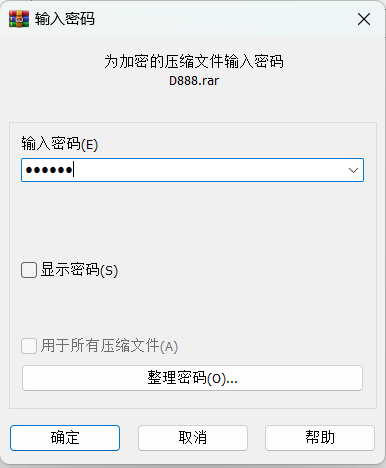 输入密码
为加密的压缩文件输入密码
D888.rar
输入密码(E)
••••••
显示密码(S)
用于所有压缩文件(A)
整理密码(O)...
确定
取消
帮助